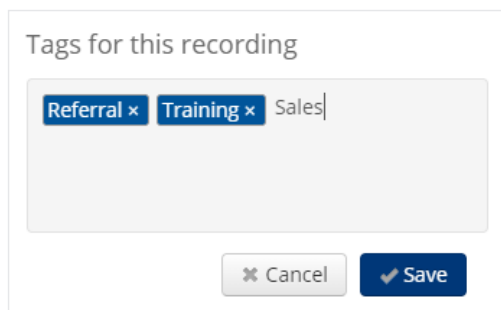 Tags for this recording
Referral × Training × Sales
✖ Cancel ✔ Save